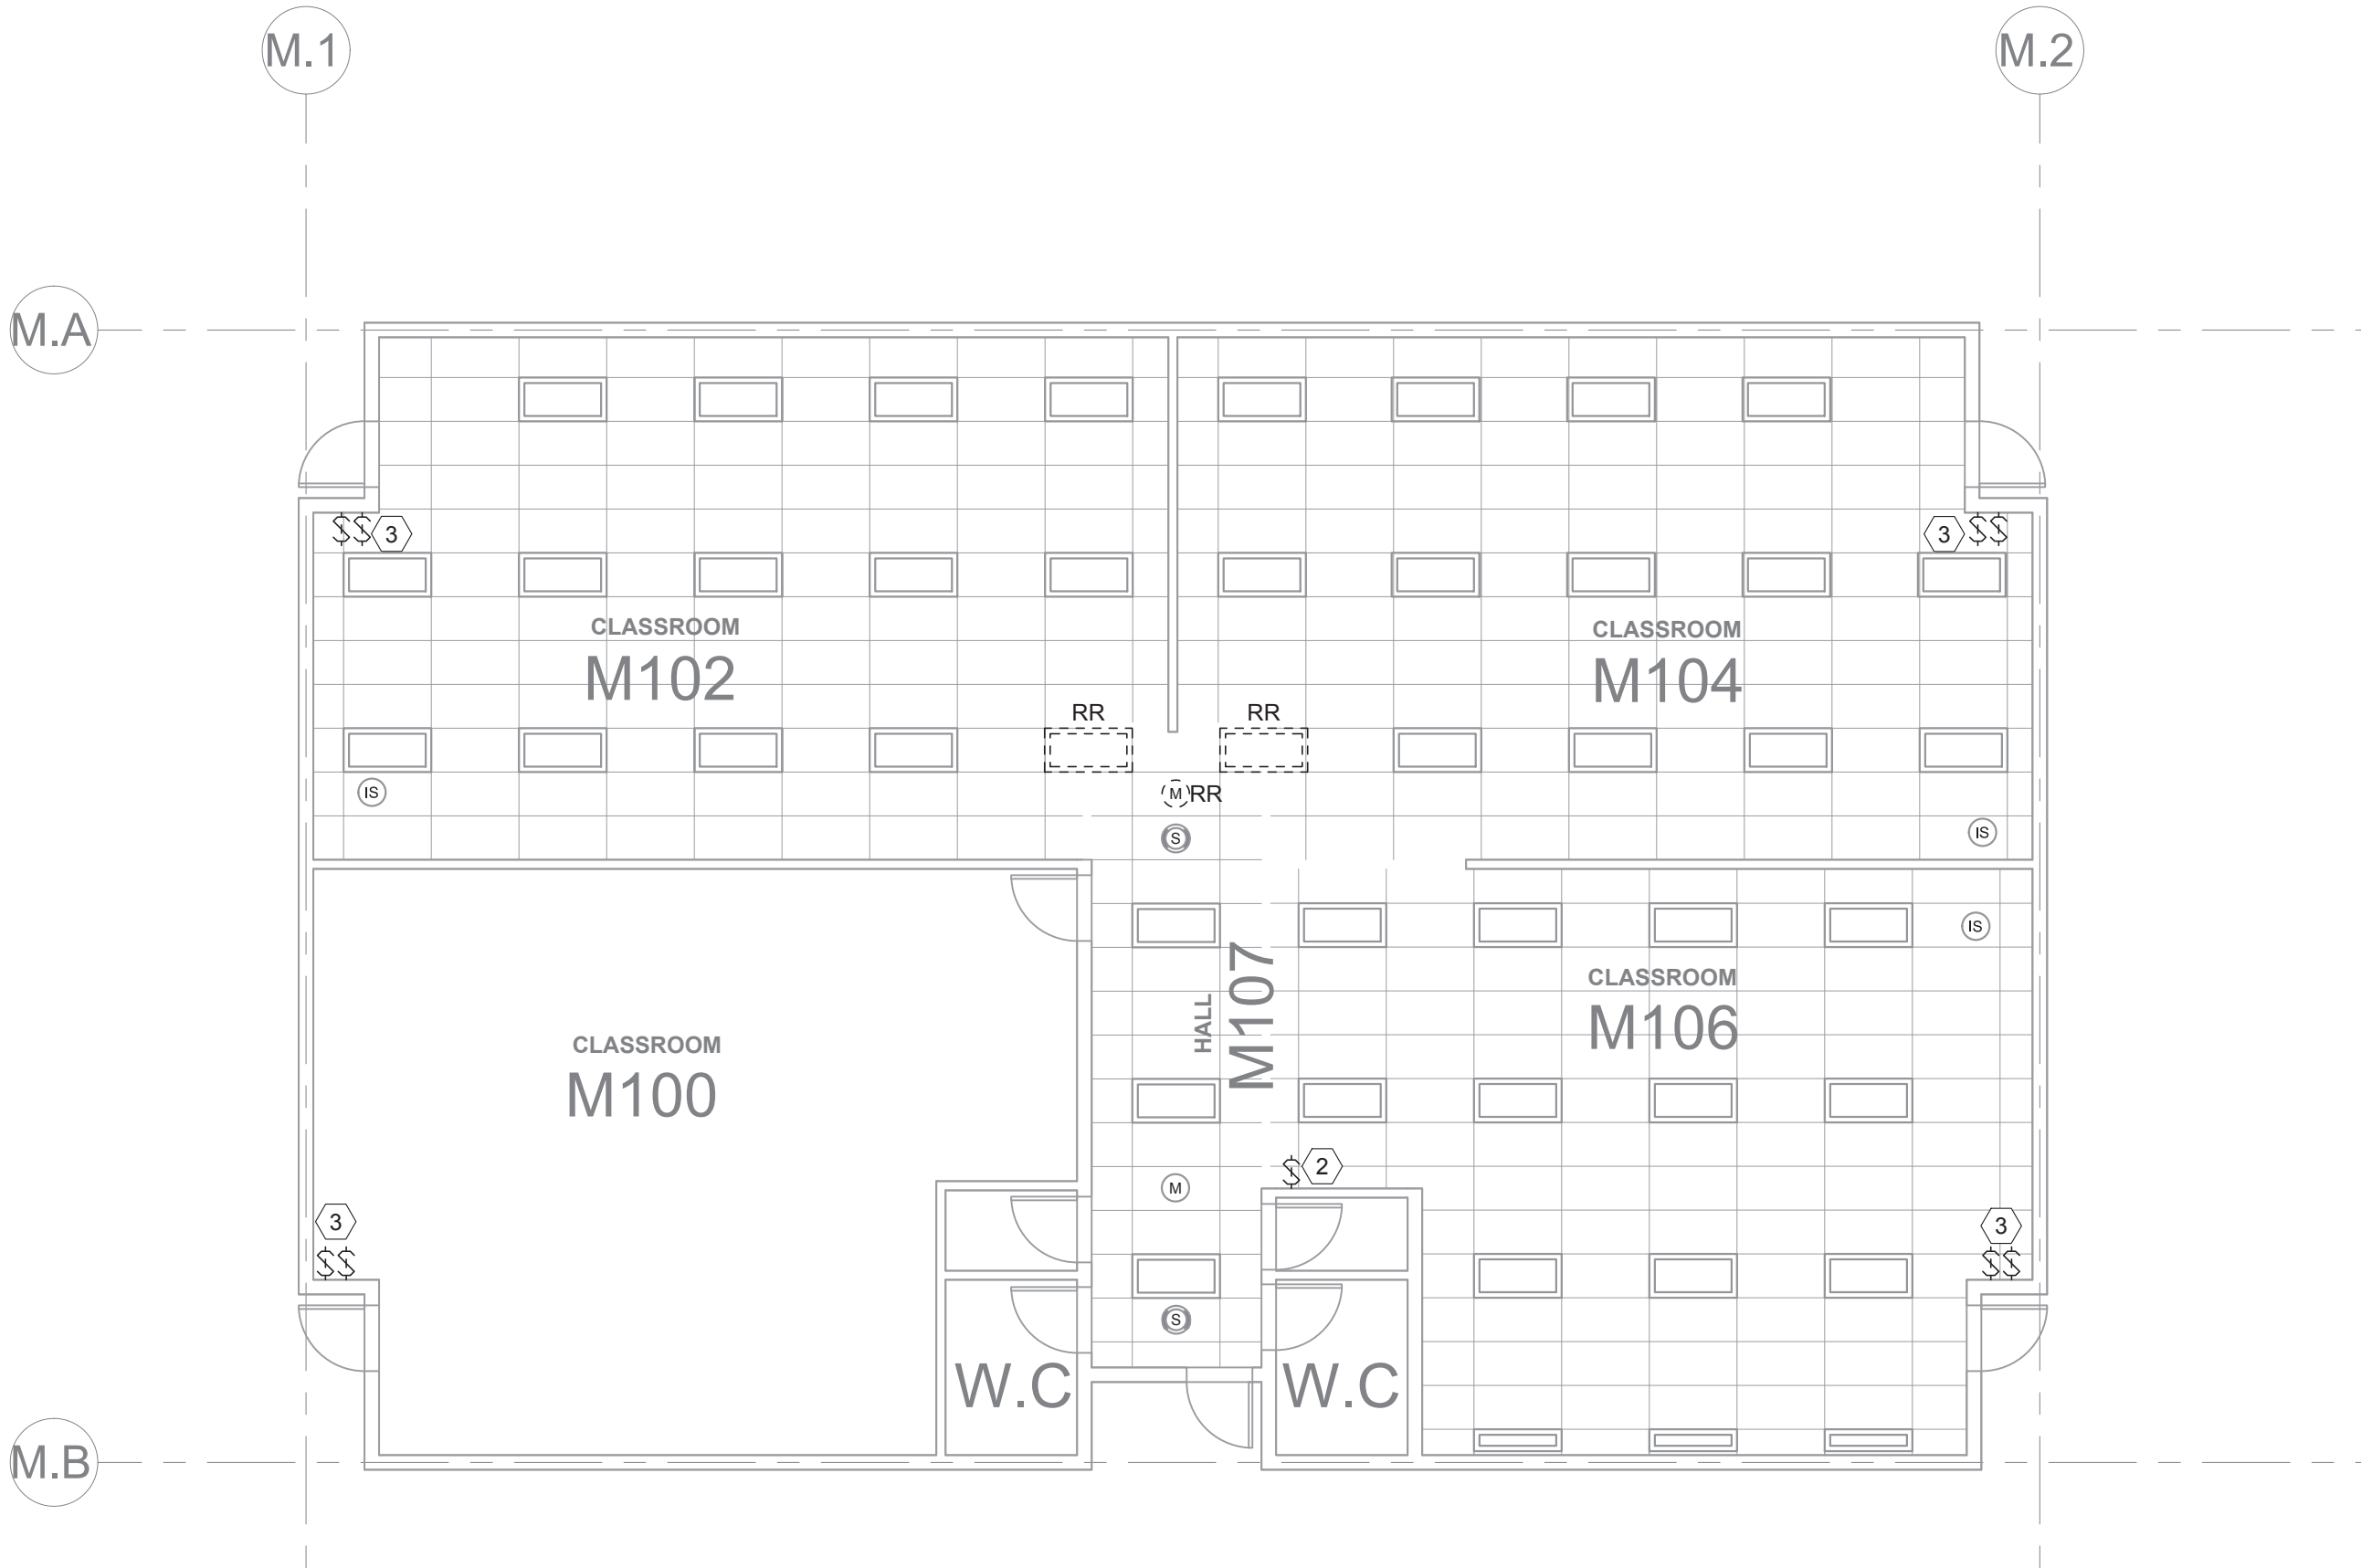 M.1
M.2
M.A
3
3
CLASSROOM
M102
CLASSROOM
M104
RR
RR
IS
M
RR
S
IS
IS
HALL
M107
CLASSROOM
M106
CLASSROOM
M100
2
M
3
3
S
W.C
W.C
M.B